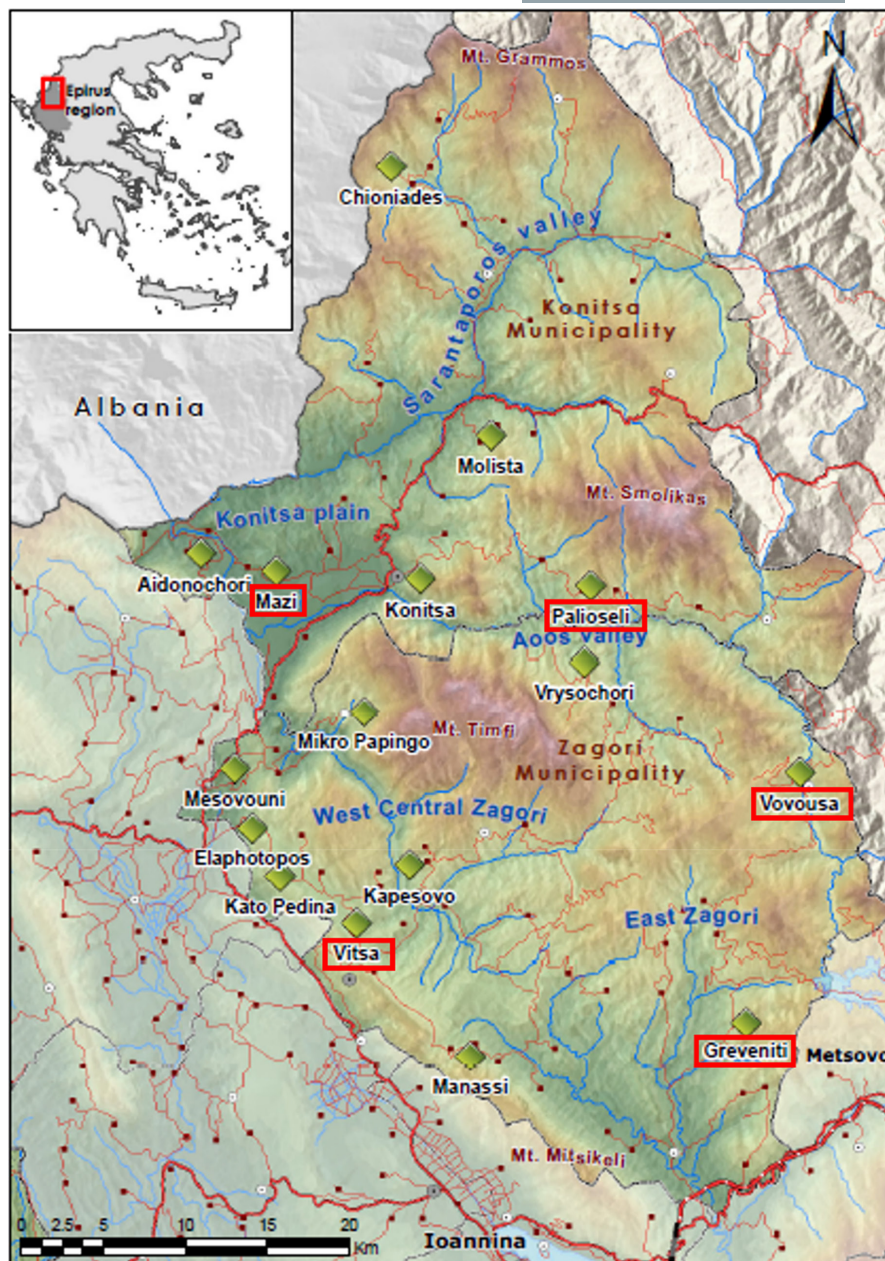 Epirus
region
N
Mt. Grammos
Chioniades
Sarantaporos valley
Konitsa
Municipality
Albania
Molista
Mt. Smolikas
Konitsa plain
Aidonochori
Mazi
Konitsa
Palioseli
Aoos Valley
Vrysochori
Mikro Papingo
Mt. Timfi
Zagori
Municipality
Mesovouni
Vovousa
West Central Zagori
Elaphotopos
Kapesovo
Kato Pedina
East Zagori
Vitsa
Greveniti
Metsovo
Manassi
Mt. Mitsikeli
0 2.5 5 10 20
Km
Ioannina